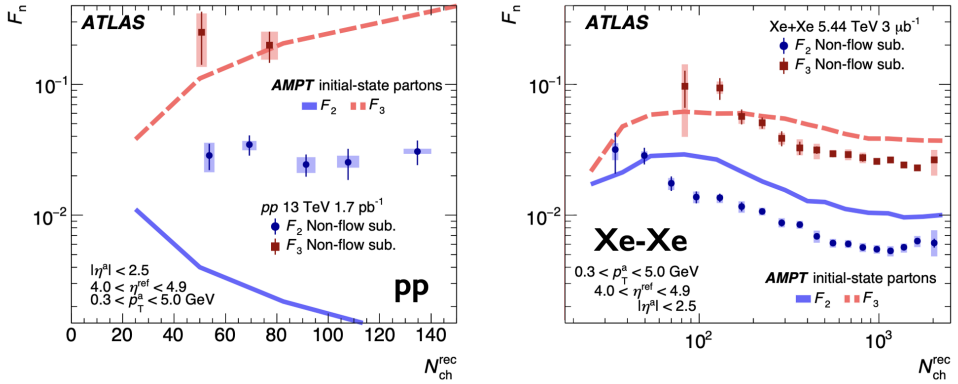 F_n
ATLAS
AMPT initial-state partons
F_2 F_3
pp 13 TeV 1.7 pb^{-1}
F_2 Non-flow sub.
F_3 Non-flow sub.
|η^a| < 2.5
4.0 < η^{ref} < 4.9
0.3 < p_T^a < 5.0 GeV
pp
10^{-1}
10^{-2}
0 20 40 60 80 100 120 140
N_{ch}^{rec}
F_n
ATLAS
Xe+Xe 5.44 TeV 3 μb^{-1}
F_2 Non-flow sub.
F_3 Non-flow sub.
Xe-Xe
0.3 < p_T^a < 5.0 GeV
4.0 < η^{ref} < 4.9
|η^a| < 2.5
AMPT initial-state partons
F_2 F_3
10^{-1}
10^{-2}
10^2 10^3
N_{ch}^{rec}